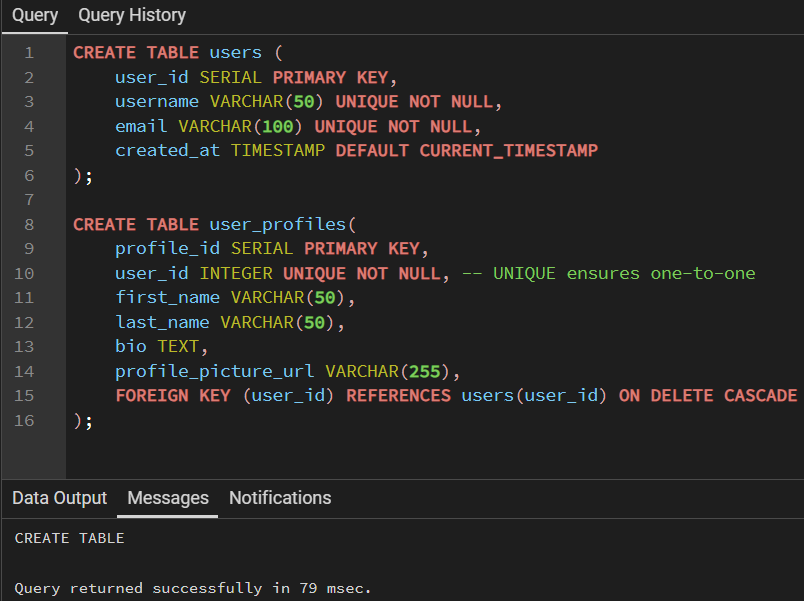 Query Query History
1 CREATE TABLE users (
2     user_id SERIAL PRIMARY KEY,
3     username VARCHAR(50) UNIQUE NOT NULL,
4     email VARCHAR(100) UNIQUE NOT NULL,
5     created_at TIMESTAMP DEFAULT CURRENT_TIMESTAMP
6 );
7
8 CREATE TABLE user_profiles(
9     profile_id SERIAL PRIMARY KEY,
10     user_id INTEGER UNIQUE NOT NULL, -- UNIQUE ensures one-to-one
11     first_name VARCHAR(50),
12     last_name VARCHAR(50),
13     bio TEXT,
14     profile_picture_url VARCHAR(255),
15     FOREIGN KEY (user_id) REFERENCES users(user_id) ON DELETE CASCADE
16 );
Data Output Messages Notifications
CREATE TABLE
Query returned successfully in 79 msec.